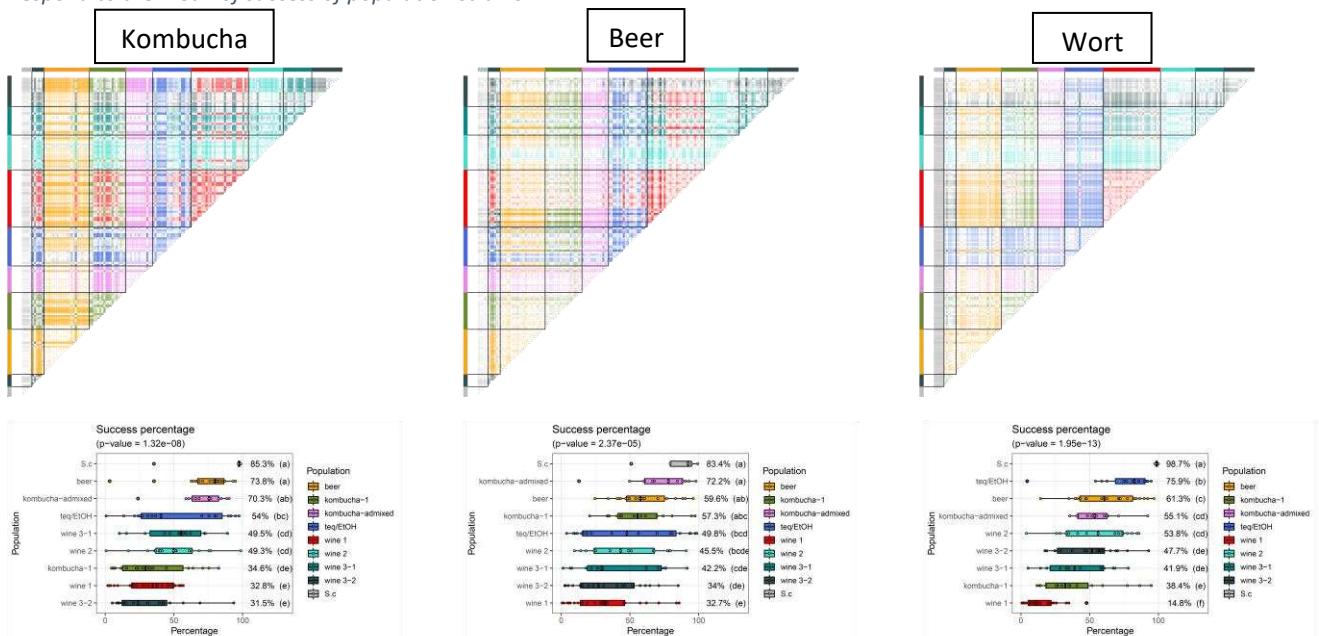 Kombucha
Beer
Wort
Success percentage
(p-value = 1.32e-08)
Population
S.c
beer
kombucha-admixed
teq/EtOH
wine 3-1
wine 2
kombucha-1
wine 1
wine 3-2
85.3% (a)
73.8% (a)
70.3% (ab)
54% (bc)
49.5% (cd)
49.3% (cd)
34.6% (de)
32.8% (e)
31.5% (e)
0
50
100
Percentage
Population
beer
kombucha-1
kombucha-admixed
teq/EtOH
wine 1
wine 2
wine 3-1
wine 3-2
S.c
Success percentage
(p-value = 2.37e-05)
Population
S.c
kombucha-admixed
beer
kombucha-1
teq/EtOH
wine 2
wine 3-1
wine 3-2
wine 1
83.4% (a)
72.2% (a)
59.6% (ab)
57.3% (abc)
49.8% (bcd)
45.5% (bcde)
42.2% (cde)
34% (de)
32.7% (e)
0
50
100
Percentage
Population
beer
kombucha-1
kombucha-admixed
teq/EtOH
wine 1
wine 2
wine 3-1
wine 3-2
S.c
Success percentage
(p-value = 1.95e-13)
Population
S.c
teq/EtOH
beer
kombucha-admixed
wine 2
wine 3-2
wine 3-1
kombucha-1
wine 1
98.7% (a)
75.9% (b)
61.3% (c)
55.1% (cd)
53.8% (cd)
47.7% (de)
41.9% (de)
38.4% (e)
14.8% (f)
0
50
100
Percentage
Population
beer
kombucha-1
kombucha-admixed
teq/EtOH
wine 1
wine 2
wine 3-1
wine 3-2
S.c